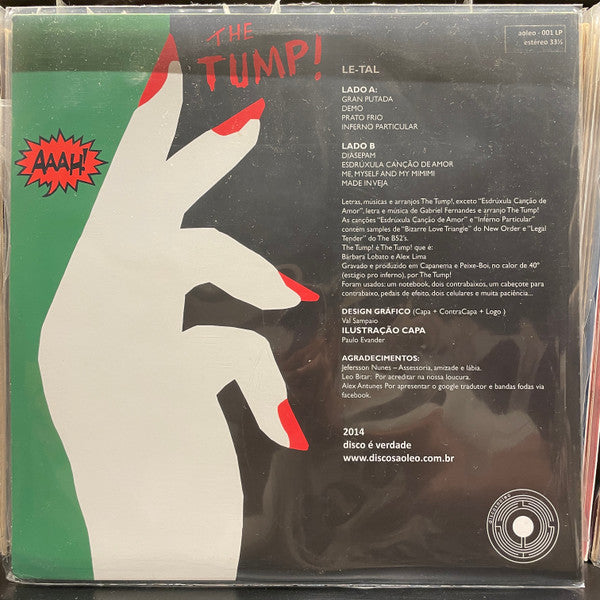 THE
TUMP!
aoleo - 001 LP
estéreo 33⅓
AAAH!
LE-TAL
LADO A:
GRAN PUTADA
DEMO
PRATO FRIO
INFERNO PARTICULAR
LADO B
DIASEPAM
ESDRÚXULA CANÇÃO DE AMOR
ME, MYSELF AND MY MIMIMI
MADE IN VEJA
Letras, músicas e arranjos The Tump!, exceto "Esdrúxula Canção de
Amor", letra e música de Gabriel Fernandes e arranjo The Tump!
As canções "Esdrúxula Canção de Amor" e "Inferno Particular"
contém samples de "Bizarre Love Triangle" do New Order e "Legal
Tender" do The B52's.
The Tump! é The Tump! que é:
Bárbara Lobato e Alex Lima
Gravado e produzido em Capanema e Peixe-Boi, no calor de 40°
(estágio pro inferno), por The Tump!
Foram usados: um notebook, dois contrabaixos, um cabeçote para
contrabaixo, pedais de efeito, dois celulares e muita paciência...
DESIGN GRÁFICO (Capa + ContraCapa + Logo )
Val Sampaio
ILUSTRAÇÃO CAPA
Paulo Evander
AGRADECIMENTOS:
Jefersson Nunes – Assessoria, amizade e lábia.
Leo Bitar: Por acreditar na nossa loucura.
Alex Antunes Por apresentar o google tradutor e bandas fodas via
facebook.
2014
disco é verdade
www.discosaoleo.com.br